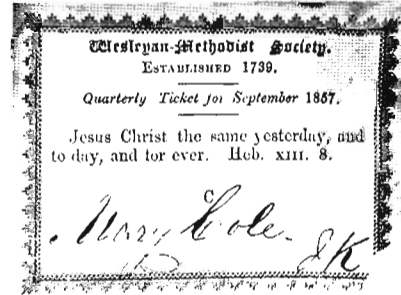 Wesleyan-Methodist Society.
ESTABLISHED 1739.
Quarterly Ticket for September 1857.
Jesus Christ the same yesterday, and
to day, and for ever. Heb. XIII. 8.
C
Mary Cole
J K